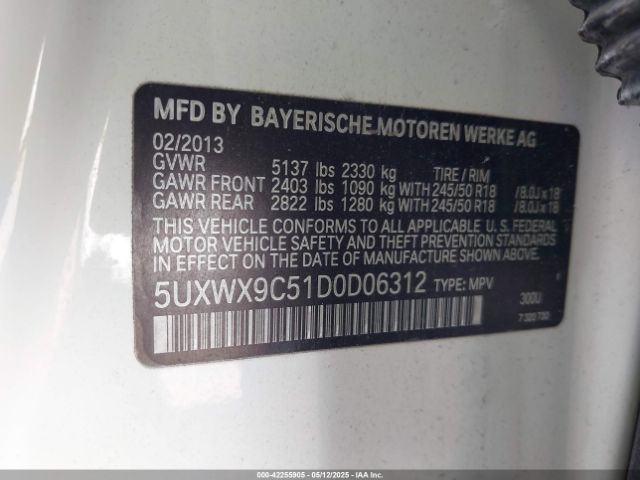 MFD BY BAYERISCHE MOTOREN WERKE AG
02/2013
GVWR 5137 lbs 2330 kg TIRE / RIM
GAWR FRONT 2403 lbs 1090 kg WITH 245/50 R18 / 8.0J x 18
GAWR REAR 2822 lbs 1280 kg WITH 245/50 R18 / 8.0J x 18
THIS VEHICLE CONFORMS TO ALL APPLICABLE U. S. FEDERAL
MOTOR VEHICLE SAFETY AND THEFT PREVENTION STANDARDS
IN EFFECT ON THE DATE OF MANUFACTURE SHOWN ABOVE.
5UXWX9C51D0D06312 TYPE: MPV 300U
000-42255905 - 05/12/2025 - IAAI.COM